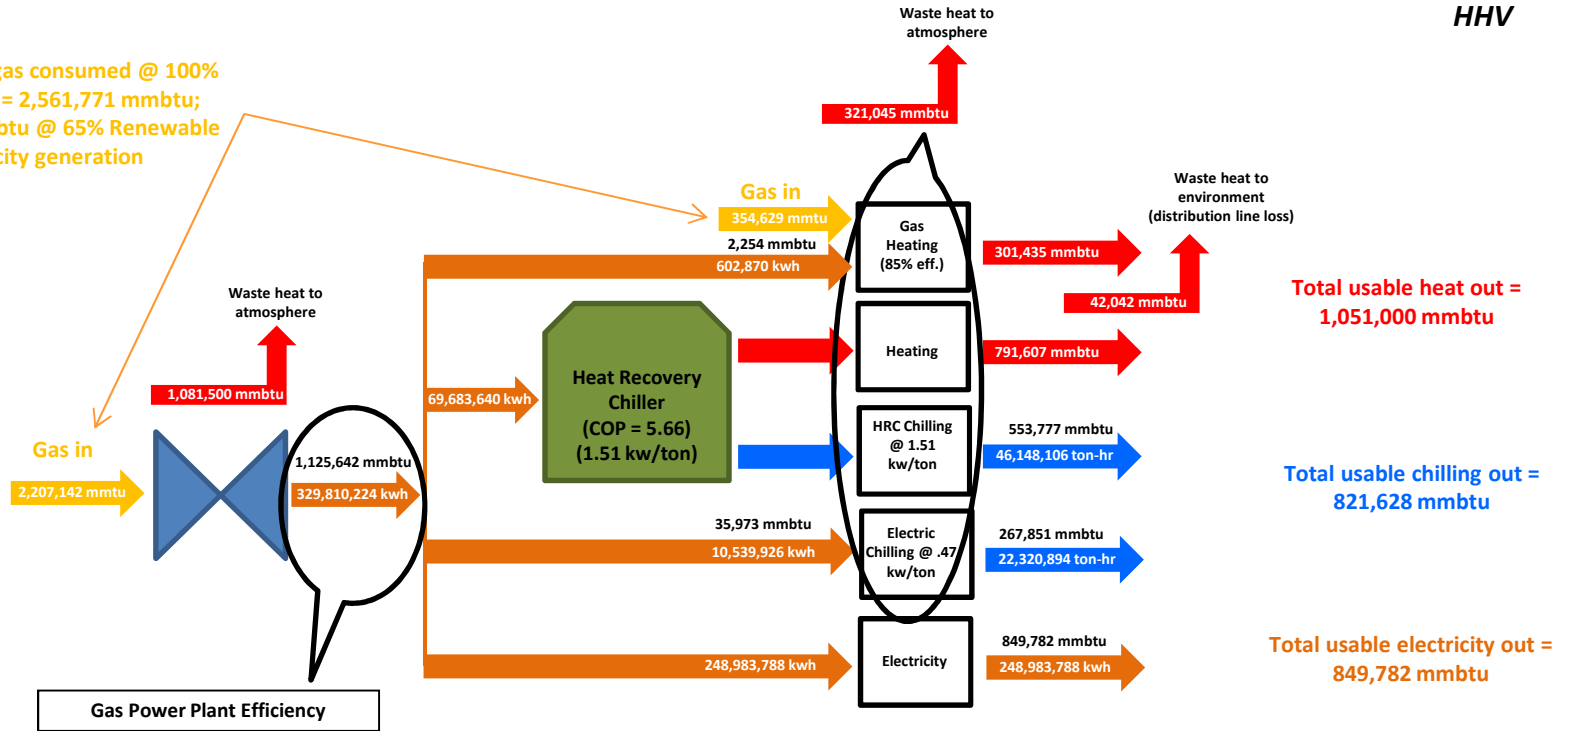 HHV
Waste heat to
atmosphere
gas consumed @ 100%
= 2,561,771 mmbtu;
btu @ 65% Renewable
city generation
321,045 mmbtu
Waste heat to
environment
(distribution line loss)
Gas in
354,629 mmtu
2,254 mmbtu
602,870 kwh
Gas
Heating
(85% eff.)
301,435 mmbtu
42,042 mmbtu
Total usable heat out =
1,051,000 mmbtu
Waste heat to
atmosphere
1,081,500 mmbtu
Heating
791,607 mmbtu
69,683,640 kwh
Heat Recovery
Chiller
(COP = 5.66)
(1.51 kw/ton)
HRC Chilling
@ 1.51
kw/ton
553,777 mmbtu
46,148,106 ton-hr
Gas in
2,207,142 mmtu
1,125,642 mmbtu
329,810,224 kwh
Total usable chilling out =
821,628 mmbtu
35,973 mmbtu
10,539,926 kwh
Electric
Chilling @ .47
kw/ton
267,851 mmbtu
22,320,894 ton-hr
248,983,788 kwh
Electricity
849,782 mmbtu
248,983,788 kwh
Total usable electricity out =
849,782 mmbtu
Gas Power Plant Efficiency